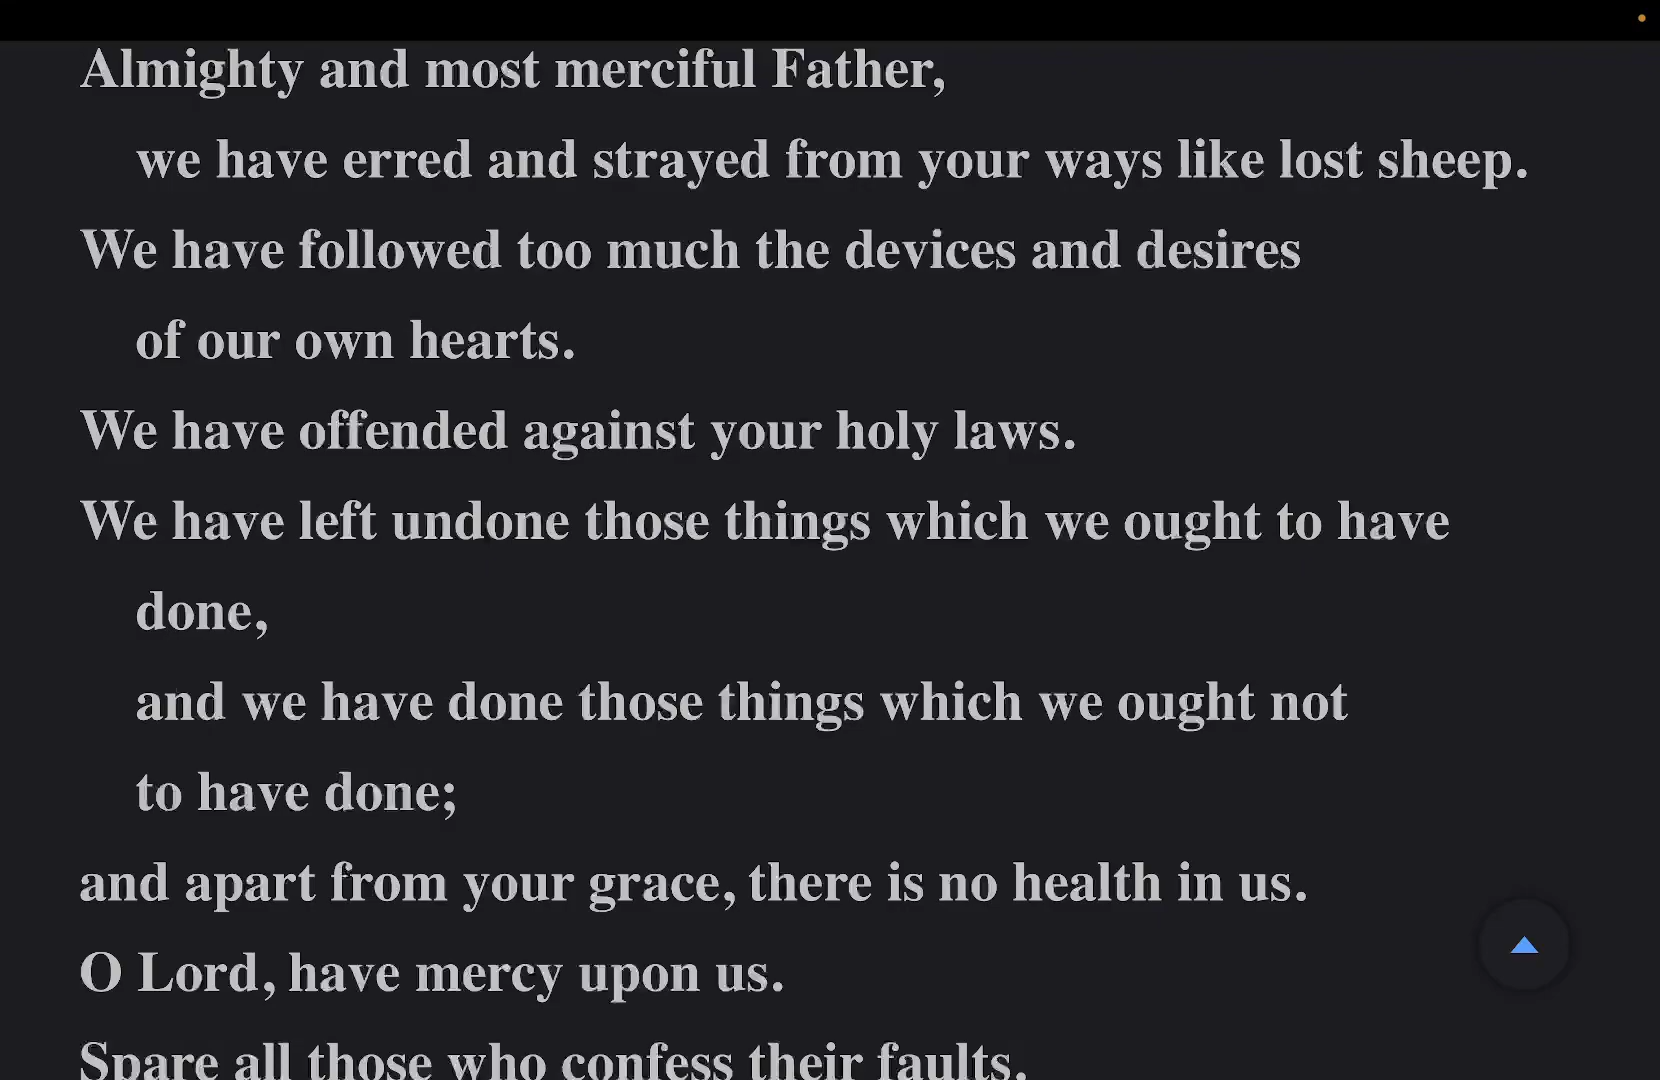 Almighty and most merciful Father,
we have erred and strayed from your ways like lost sheep.
We have followed too much the devices and desires
of our own hearts.
We have offended against your holy laws.
We have left undone those things which we ought to have
done,
and we have done those things which we ought not
to have done;
and apart from your grace, there is no health in us.
O Lord, have mercy upon us.
Spare all those who confess their faults.